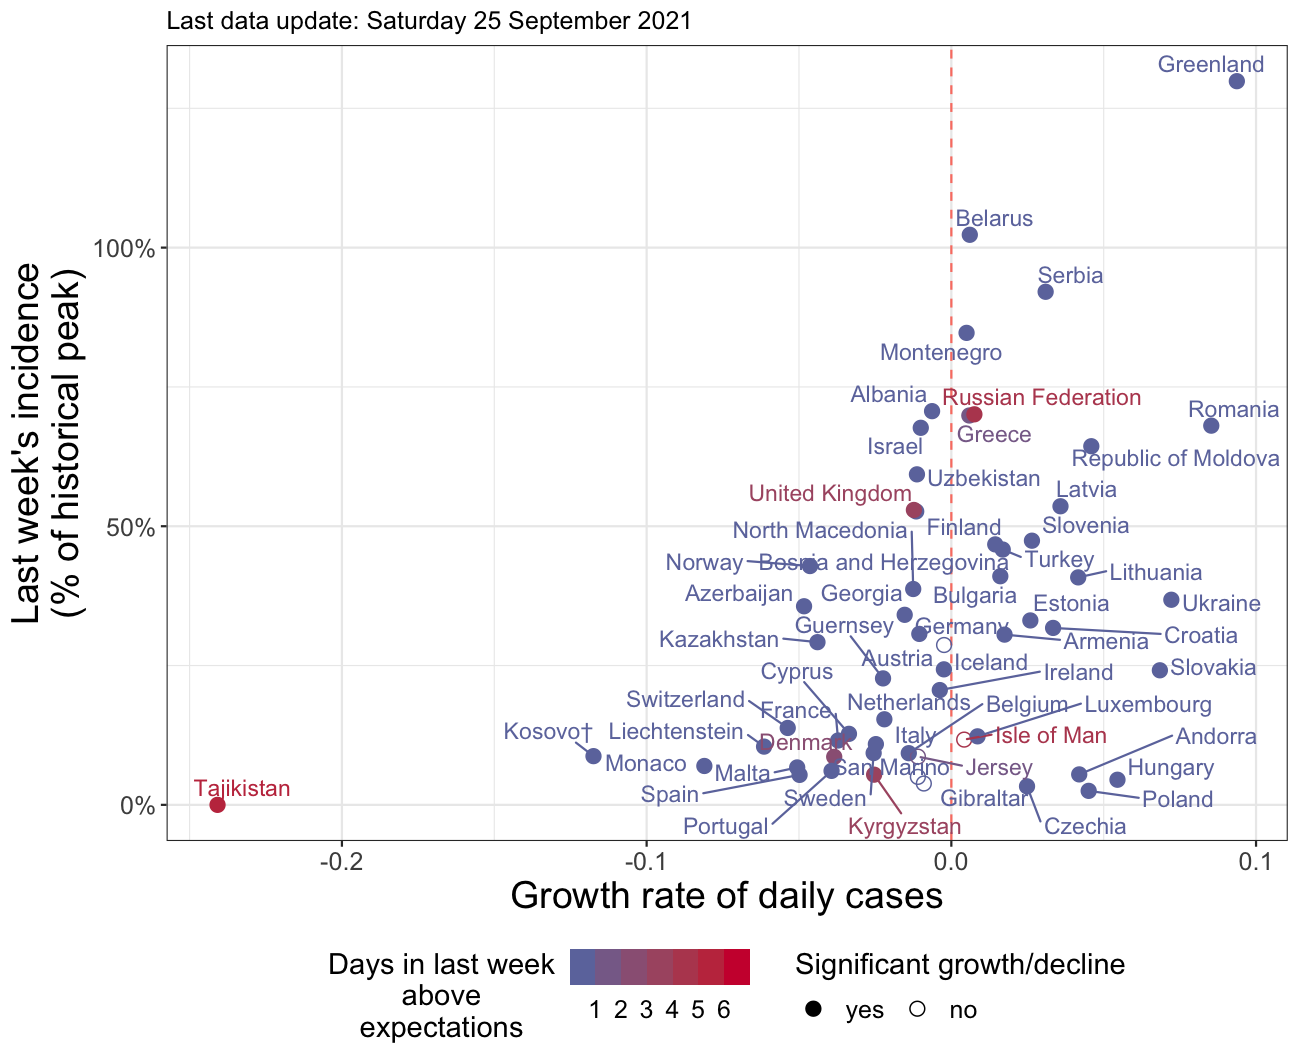 Last data update: Saturday 25 September 2021
Last week's incidence
(% of historical peak)
100%
50%
0%
Greenland
Belarus
Serbia
Montenegro
Albania
Russian Federation
Romania
Greece
Israel
Republic of Moldova
Uzbekistan
Latvia
United Kingdom
Finland
Slovenia
North Macedonia
Norway
Bosnia and Herzegovina
Turkey
Lithuania
Azerbaijan
Georgia
Bulgaria
Estonia
Ukraine
Guernsey
Germany
Kazakhstan
Armenia
Croatia
Austria
Iceland
Cyprus
Ireland
Slovakia
Switzerland
France
Netherlands
Belgium
Luxembourg
Kosovo†
Liechtenstein
Denmark
Italy
Isle of Man
Andorra
Monaco
Malta
San Marino
Jersey
Hungary
Tajikistan
Spain
Sweden
Gibraltar
Poland
Portugal
Kyrgyzstan
Czechia
-0.2
-0.1
0.0
0.1
Growth rate of daily cases
Days in last week
above
expectations
1 2 3 4 5 6
Significant growth/decline
yes
no